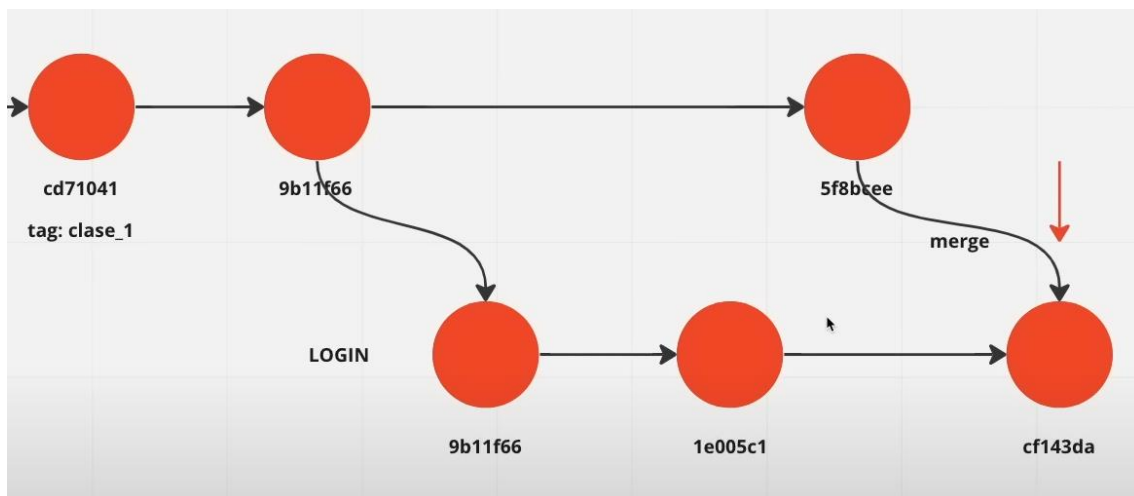 cd71041
9b11f66
5f8bcee
tag: clase_1
merge
LOGIN
9b11f66
1e005c1
cf143da